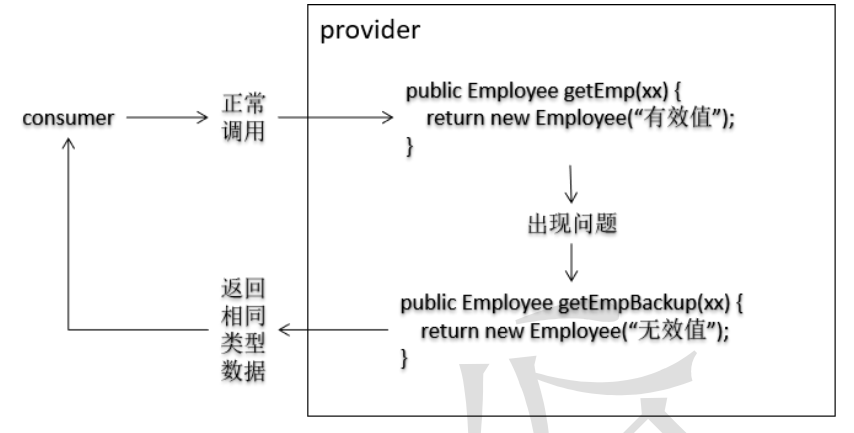 provider
consumer
正常
调用
public Employee getEmp(xx) {
return new Employee(“有效值”);
}
出现问题
public Employee getEmpBackup(xx) {
return new Employee(“无效值”);
}
返回
相同
类型
数据